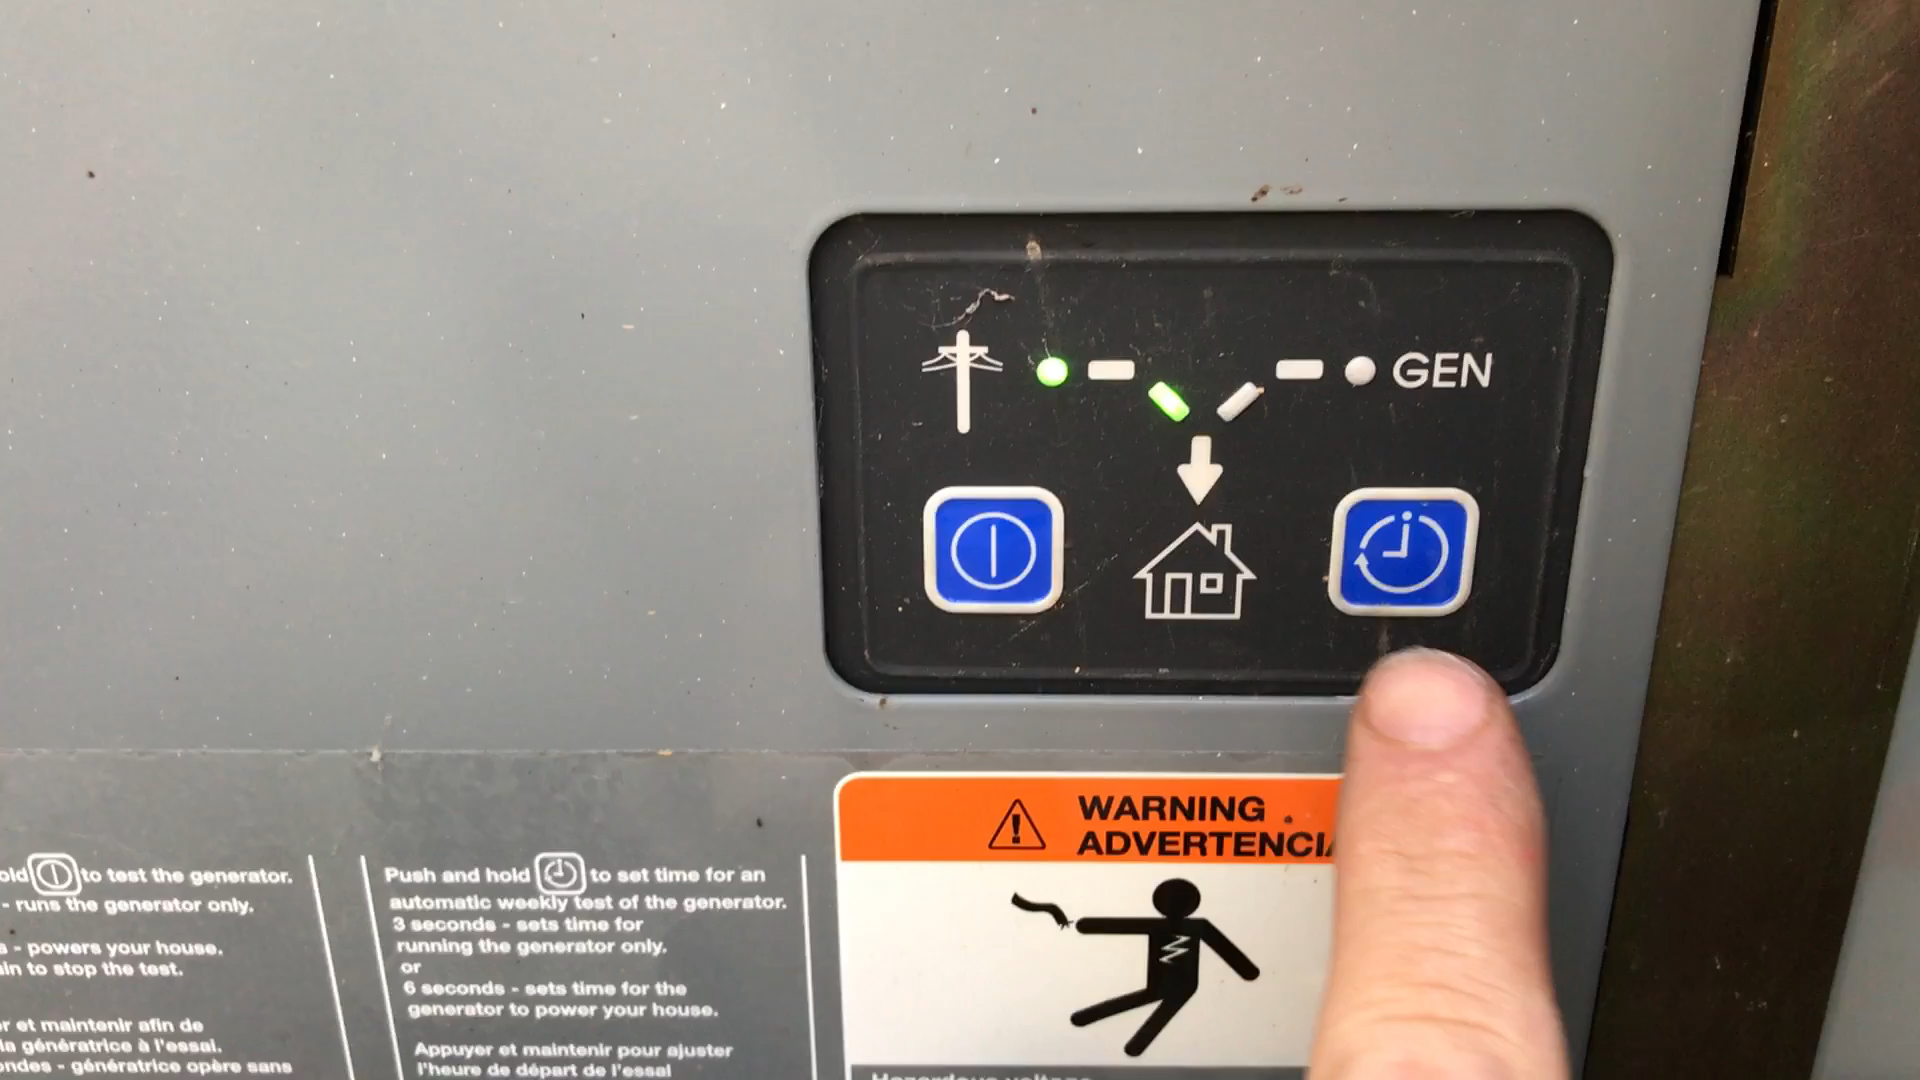 GEN
WARNING
ADVERTENCIA
to test the generator.
- runs the generator only.
- powers your house.
to stop the test.
et maintenir afin de
la génératrice à l'essai.
- génératrice opère sans
Push and hold to set time for an
automatic weekly test of the generator.
3 seconds - sets time for
running the generator only.
or
6 seconds - sets time for the
generator to power your house.
Appuyer et maintenir pour ajuster
l'heure de départ de l'essai